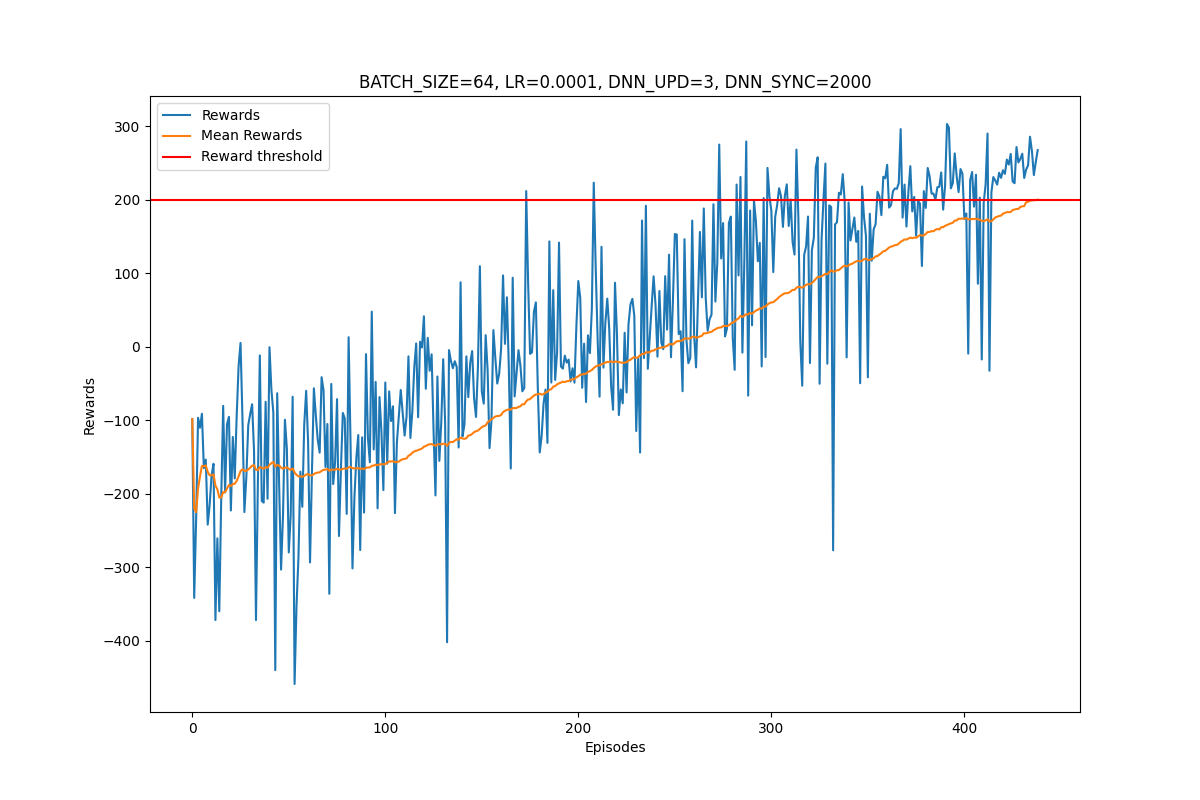 BATCH_SIZE=64, LR=0.0001, DNN_UPD=3, DNN_SYNC=2000
Rewards
Mean Rewards
Reward threshold
300
200
100
0
−100
−200
−300
−400
Rewards
0
100
200
300
400
Episodes